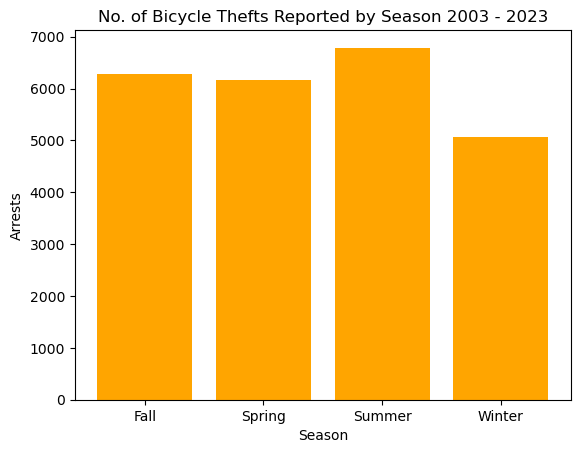 No. of Bicycle Thefts Reported by Season 2003 - 2023
7000
6000
5000
4000
3000
2000
1000
0
Arrests
Fall Spring Summer Winter
Season